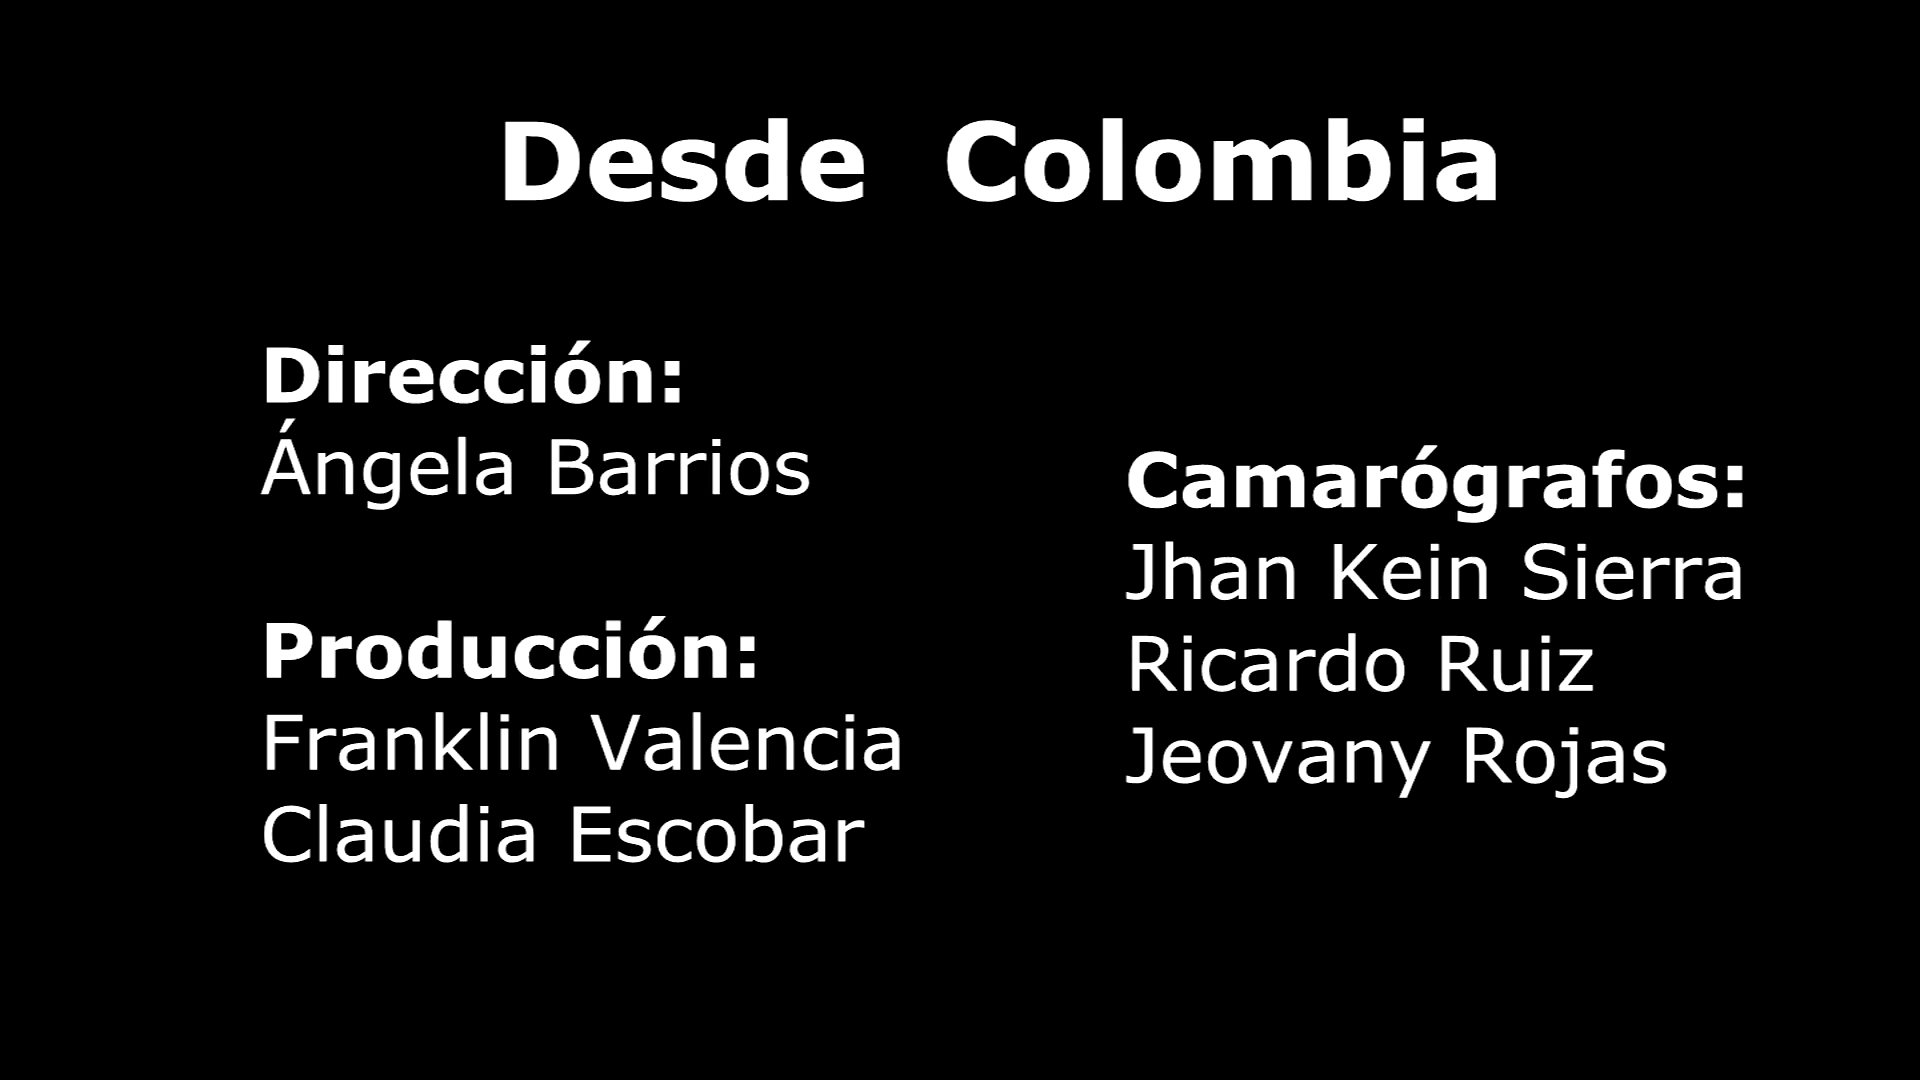 Desde Colombia
Dirección:
Ángela Barrios
Producción:
Franklin Valencia
Claudia Escobar
Camarógrafos:
Jhan Kein Sierra
Ricardo Ruiz
Jeovany Rojas